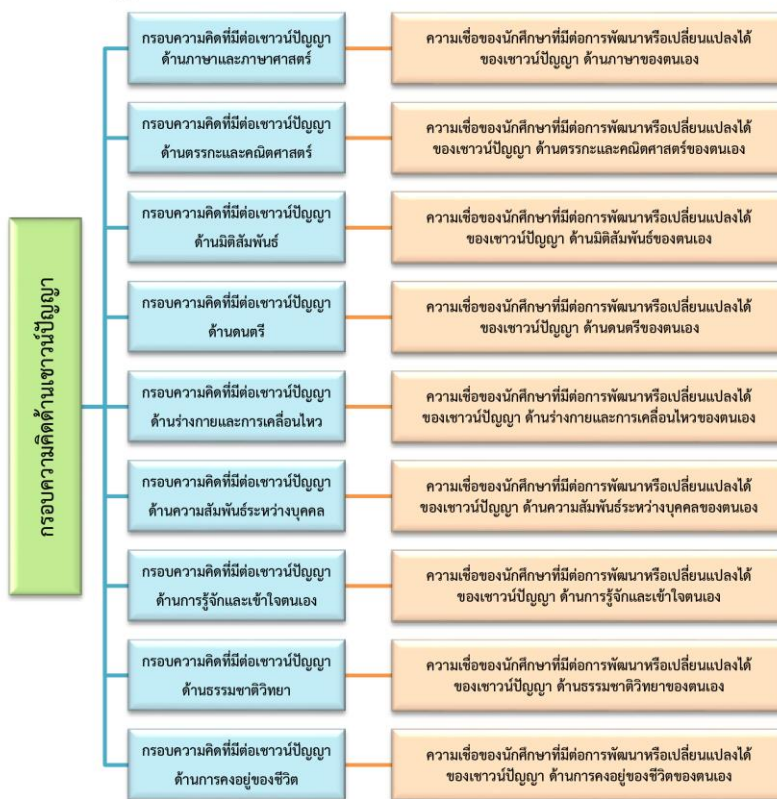 กรอบความคิดด้านเชาวน์ปัญญา
กรอบความคิดที่มีต่อเชาวน์ปัญญา
ด้านภาษาและภาษาศาสตร์
ความเชื่อของนักศึกษาที่มีต่อการพัฒนาหรือเปลี่ยนแปลงได้
ของเชาวน์ปัญญา ด้านภาษาของตนเอง
กรอบความคิดที่มีต่อเชาวน์ปัญญา
ด้านตรรกะและคณิตศาสตร์
ความเชื่อของนักศึกษาที่มีต่อการพัฒนาหรือเปลี่ยนแปลงได้
ของเชาวน์ปัญญา ด้านตรรกะและคณิตศาสตร์ของตนเอง
กรอบความคิดที่มีต่อเชาวน์ปัญญา
ด้านมิติสัมพันธ์
ความเชื่อของนักศึกษาที่มีต่อการพัฒนาหรือเปลี่ยนแปลงได้
ของเชาวน์ปัญญา ด้านมิติสัมพันธ์ของตนเอง
กรอบความคิดที่มีต่อเชาวน์ปัญญา
ด้านดนตรี
ความเชื่อของนักศึกษาที่มีต่อการพัฒนาหรือเปลี่ยนแปลงได้
ของเชาวน์ปัญญา ด้านดนตรีของตนเอง
กรอบความคิดที่มีต่อเชาวน์ปัญญา
ด้านร่างกายและการเคลื่อนไหว
ความเชื่อของนักศึกษาที่มีต่อการพัฒนาหรือเปลี่ยนแปลงได้
ของเชาวน์ปัญญา ด้านร่างกายและการเคลื่อนไหวของตนเอง
กรอบความคิดที่มีต่อเชาวน์ปัญญา
ด้านความสัมพันธ์ระหว่างบุคคล
ความเชื่อของนักศึกษาที่มีต่อการพัฒนาหรือเปลี่ยนแปลงได้
ของเชาวน์ปัญญา ด้านความสัมพันธ์ระหว่างบุคคลของตนเอง
กรอบความคิดที่มีต่อเชาวน์ปัญญา
ด้านการรู้จักและเข้าใจตนเอง
ความเชื่อของนักศึกษาที่มีต่อการพัฒนาหรือเปลี่ยนแปลงได้
ของเชาวน์ปัญญา ด้านการรู้จักและเข้าใจตนเอง
กรอบความคิดที่มีต่อเชาวน์ปัญญา
ด้านธรรมชาติวิทยา
ความเชื่อของนักศึกษาที่มีต่อการพัฒนาหรือเปลี่ยนแปลงได้
ของเชาวน์ปัญญา ด้านธรรมชาติวิทยาของตนเอง
กรอบความคิดที่มีต่อเชาวน์ปัญญา
ด้านการคงอยู่ของชีวิต
ความเชื่อของนักศึกษาที่มีต่อการพัฒนาหรือเปลี่ยนแปลงได้
ของเชาวน์ปัญญา ด้านการคงอยู่ของชีวิตของตนเอง